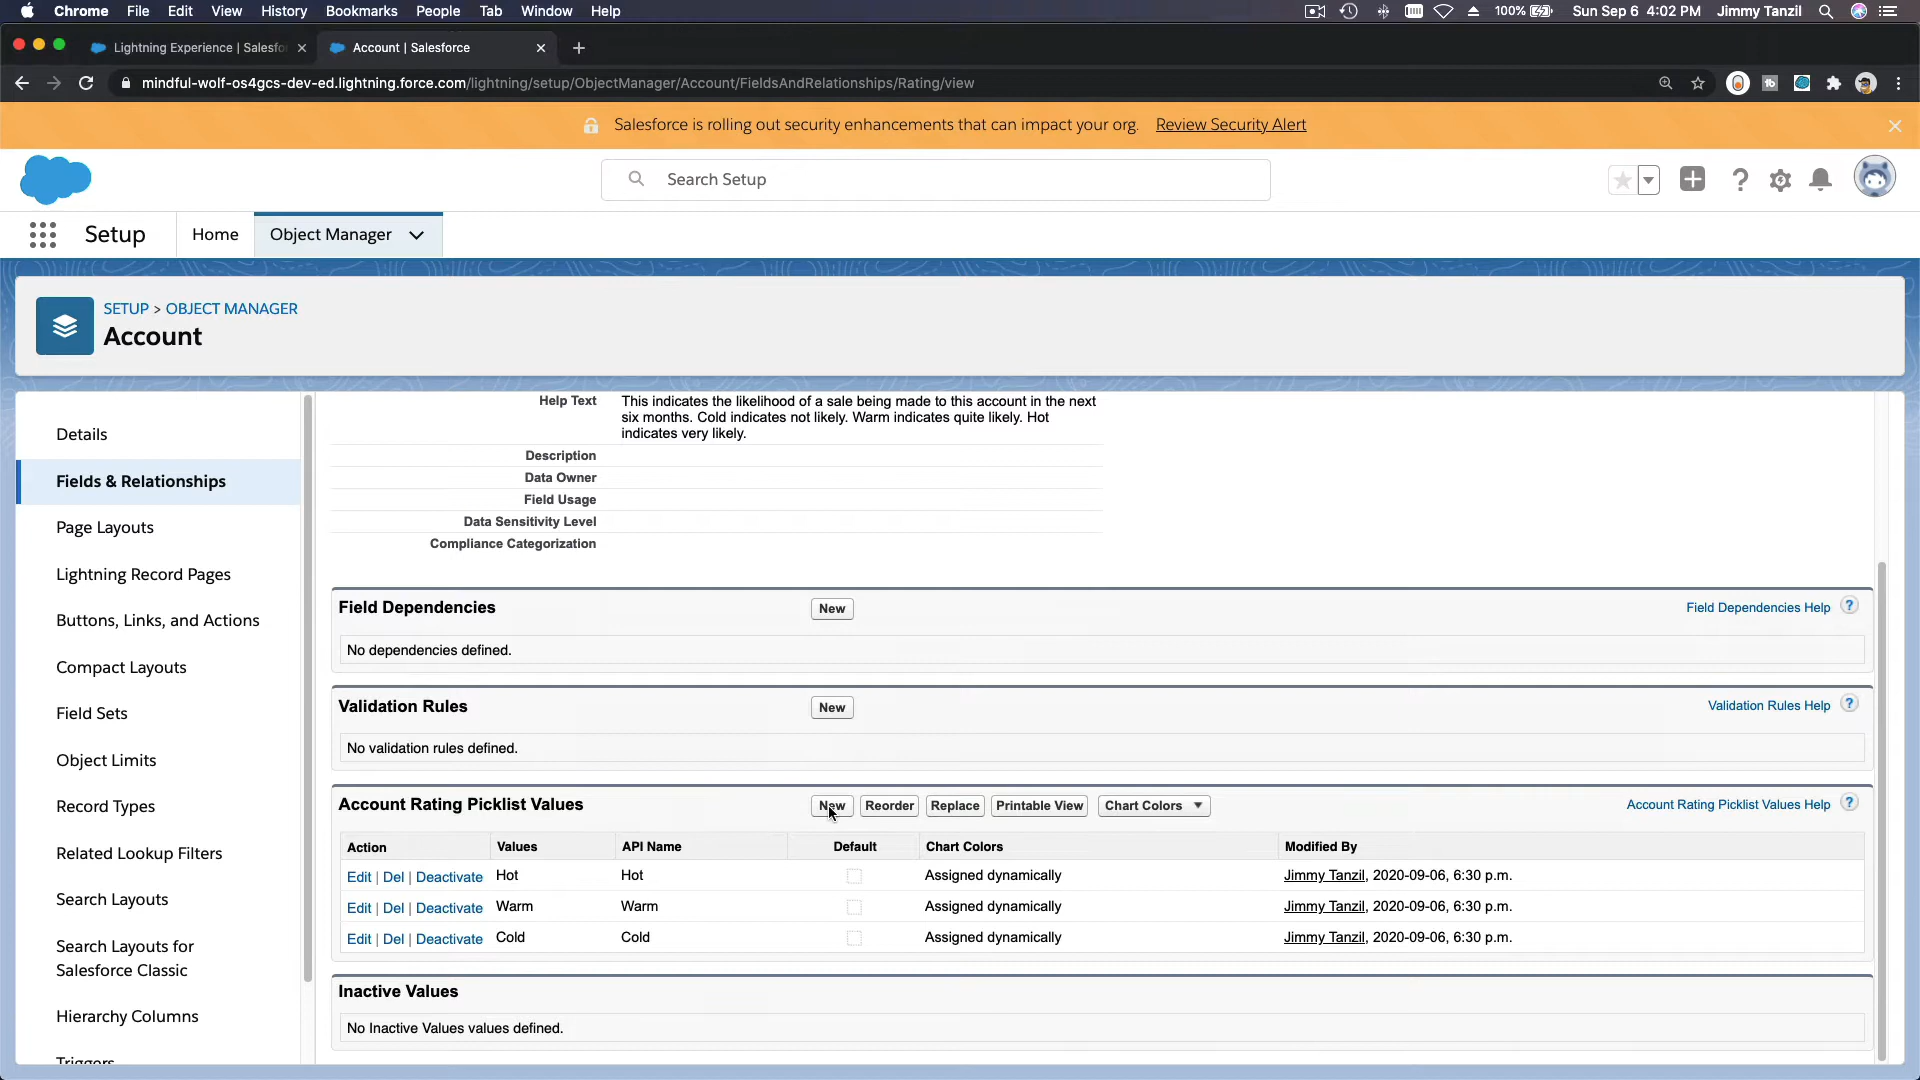 Chrome File Edit View History Bookmarks People Tab Window Help 100% Sun Sep 6 4:02 PM Jimmy Tanzil
Lightning Experience | Salesfo
Account | Salesforce
mindful-wolf-os4gcs-dev-ed.lightning.force.com/lightning/setup/ObjectManager/Account/FieldsAndRelationships/Rating/view
Salesforce is rolling out security enhancements that can impact your org. Review Security Alert
Search Setup
Setup Home Object Manager
SETUP > OBJECT MANAGER
Account
Details
Fields & Relationships
Page Layouts
Lightning Record Pages
Buttons, Links, and Actions
Compact Layouts
Field Sets
Object Limits
Record Types
Related Lookup Filters
Search Layouts
Search Layouts for
Salesforce Classic
Hierarchy Columns
Triggers
Help Text This indicates the likelihood of a sale being made to this account in the next
six months. Cold indicates not likely. Warm indicates quite likely. Hot
indicates very likely.
Description
Data Owner
Field Usage
Data Sensitivity Level
Compliance Categorization
Field Dependencies New Field Dependencies Help ?
No dependencies defined.
Validation Rules New Validation Rules Help ?
No validation rules defined.
Account Rating Picklist Values New Reorder Replace Printable View Chart Colors Account Rating Picklist Values Help ?
Action Values API Name Default Chart Colors Modified By
Edit | Del | Deactivate Hot Hot Assigned dynamically Jimmy Tanzil, 2020-09-06, 6:30 p.m.
Edit | Del | Deactivate Warm Warm Assigned dynamically Jimmy Tanzil, 2020-09-06, 6:30 p.m.
Edit | Del | Deactivate Cold Cold Assigned dynamically Jimmy Tanzil, 2020-09-06, 6:30 p.m.
Inactive Values
No Inactive Values values defined.